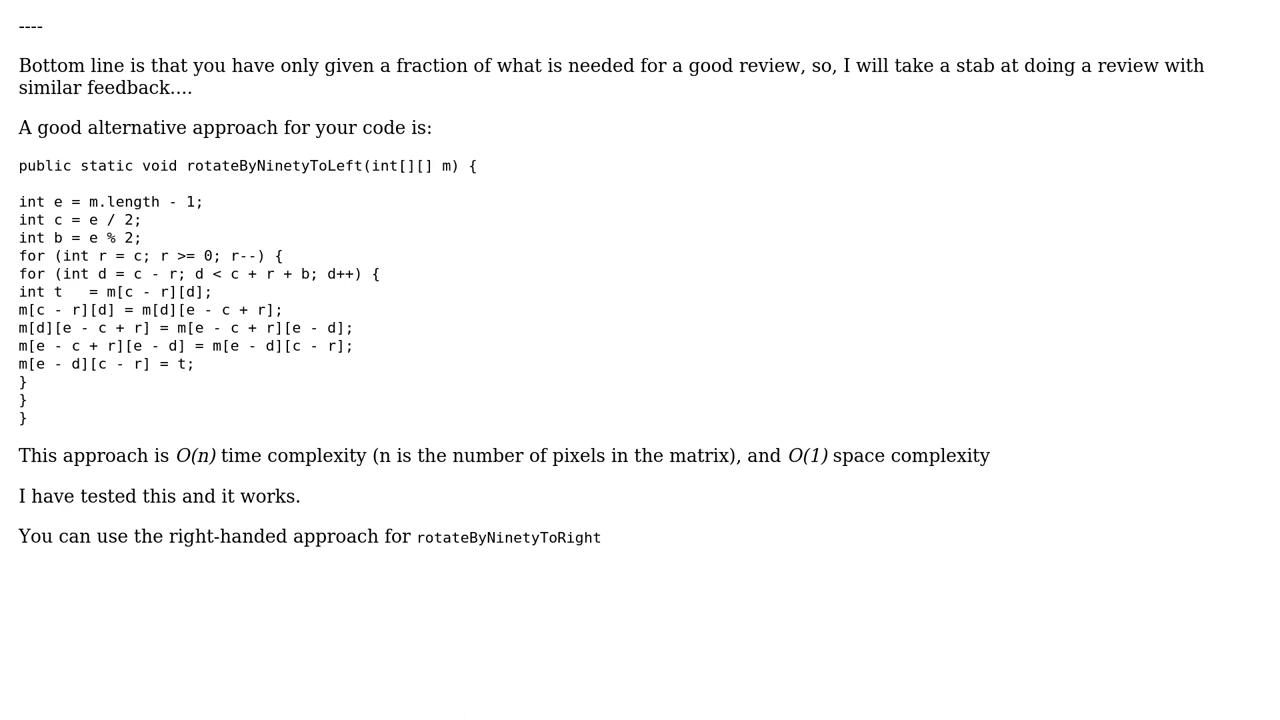 ----
Bottom line is that you have only given a fraction of what is needed for a good review, so, I will take a stab at doing a review with
similar feedback....
A good alternative approach for your code is:
public static void rotateByNinetyToLeft(int[][] m) {
int e = m.length - 1;
int c = e / 2;
int b = e % 2;
for (int r = c; r >= 0; r--) {
for (int d = c - r; d < c + r + b; d++) {
int t   = m[c - r][d];
m[c - r][d] = m[d][e - c + r];
m[d][e - c + r] = m[e - c + r][e - d];
m[e - c + r][e - d] = m[e - d][c - r];
m[e - d][c - r] = t;
}
}
}
This approach is O(n) time complexity (n is the number of pixels in the matrix), and O(1) space complexity
I have tested this and it works.
You can use the right-handed approach for rotateByNinetyToRight